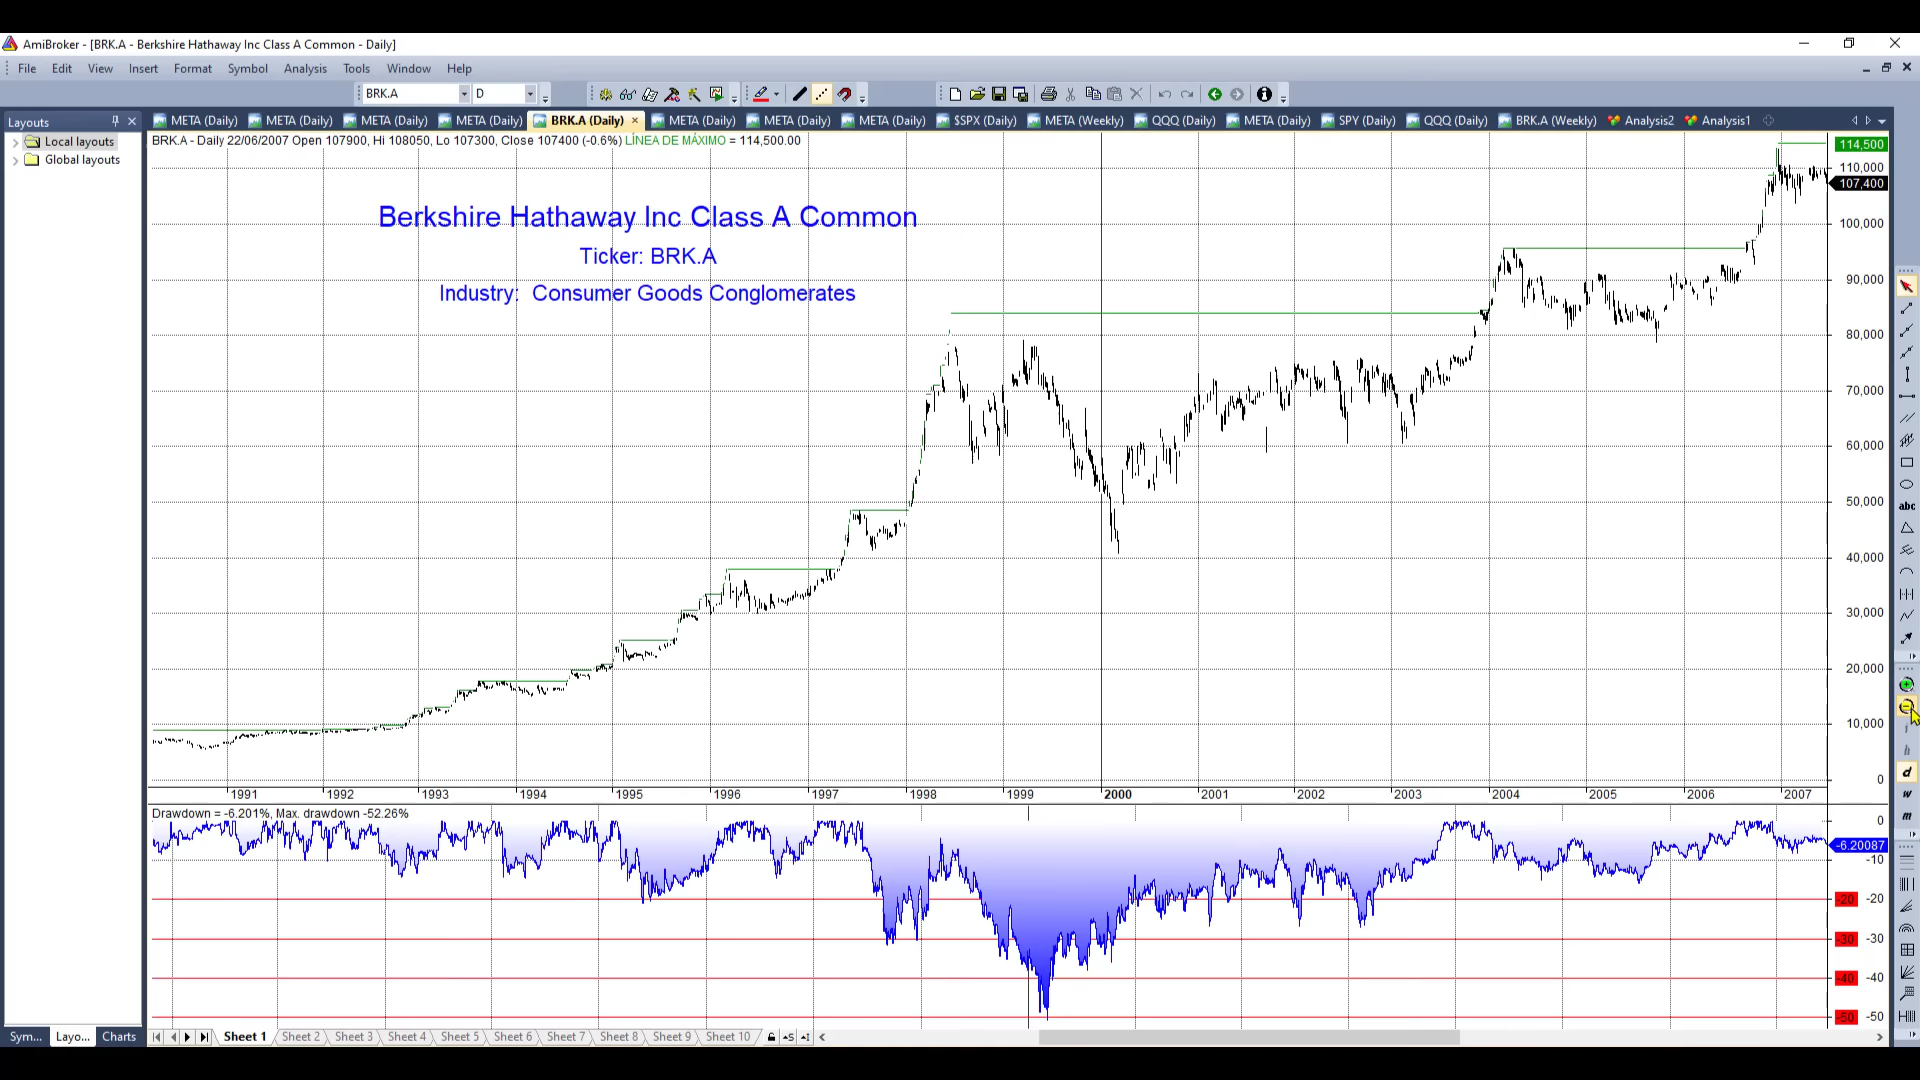 AmiBroker - [BRK.A - Berkshire Hathaway Inc Class A Common - Daily]
File Edit View Insert Format Symbol Analysis Tools Window Help
BRK.A D
Layouts
META (Daily) META (Daily) META (Daily) META (Daily) BRK.A (Daily) META (Daily) META (Daily) META (Daily) $SPX (Daily) META (Weekly) QQQ (Daily) META (Daily) SPY (Daily) QQQ (Daily) BRK.A (Weekly) Analysis2 Analysis1
Local layouts
Global layouts
BRK.A - Daily 22/06/2007 Open 107900, Hi 108050, Lo 107300, Close 107400 (-0.6%) LÍNEA DE MÁXIMO = 114,500.00
Berkshire Hathaway Inc Class A Common
Ticker: BRK.A
Industry: Consumer Goods Conglomerates
114,500
110,000
107,400
100,000
90,000
80,000
70,000
60,000
50,000
40,000
30,000
20,000
10,000
0
abc
i
h
d
w
m
1991 1992 1993 1994 1995 1996 1997 1998 1999 2000 2001 2002 2003 2004 2005 2006 2007
Drawdown = -6.201%, Max. drawdown -52.26%
0
-6.20087
-10
-20 -20
-30 -30
-40 -40
-50 -50
Sym... Layo... Charts
Sheet 1 Sheet 2 Sheet 3 Sheet 4 Sheet 5 Sheet 6 Sheet 7 Sheet 8 Sheet 9 Sheet 10